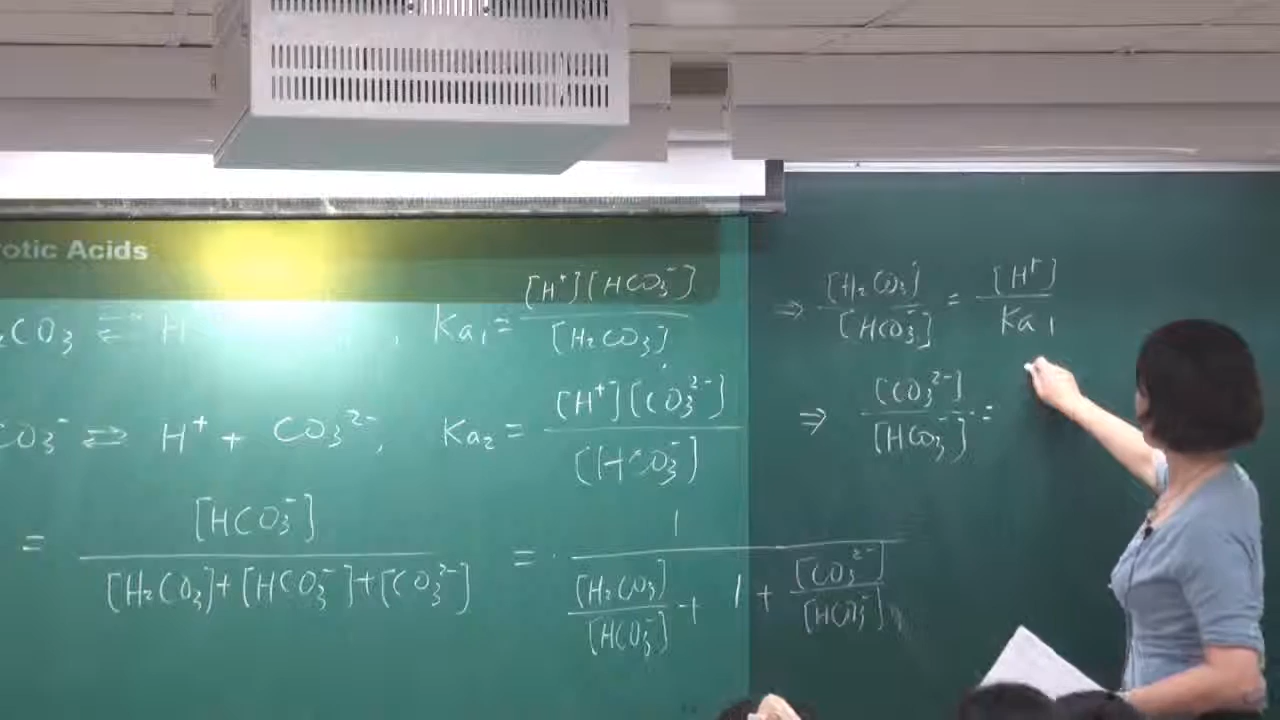 otic Acids
CO₃ ⇌ H , Ka₁ = [H⁺][HCO₃⁻] / [H₂CO₃] ⇒ [H₂CO₃] / [HCO₃⁻] = [H⁺] / Ka₁
CO₃⁻ ⇌ H⁺ + CO₃²⁻, Ka₂ = [H⁺][CO₃²⁻] / [HCO₃⁻] ⇒ [CO₃²⁻] / [HCO₃⁻] =
= [HCO₃⁻] / [H₂CO₃]+[HCO₃⁻]+[CO₃²⁻] = 1 / [H₂CO₃]/[HCO₃⁻] + 1 + [CO₃²⁻]/[HCO₃⁻]